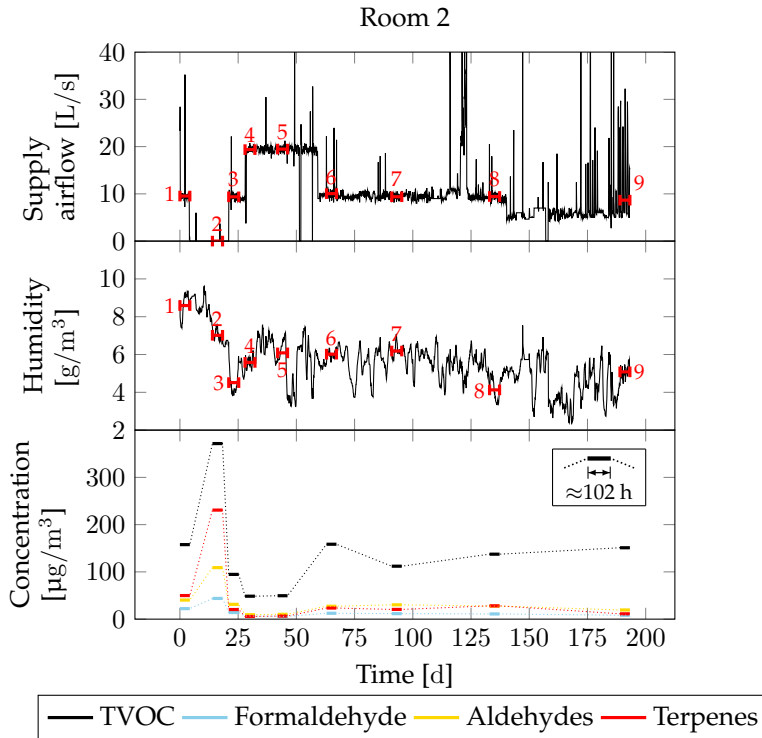 Room 2
Supply
airflow [L/s]
40
30
20
10
0
1
2
3
4
5
6
7
8
9
Humidity
[g/m³]
10
8
6
4
2
1
2
3
4
5
6
7
8
9
Concentration
[µg/m³]
300
200
100
0
≈102 h
0 25 50 75 100 125 150 175 200
Time [d]
TVOC Formaldehyde Aldehydes Terpenes